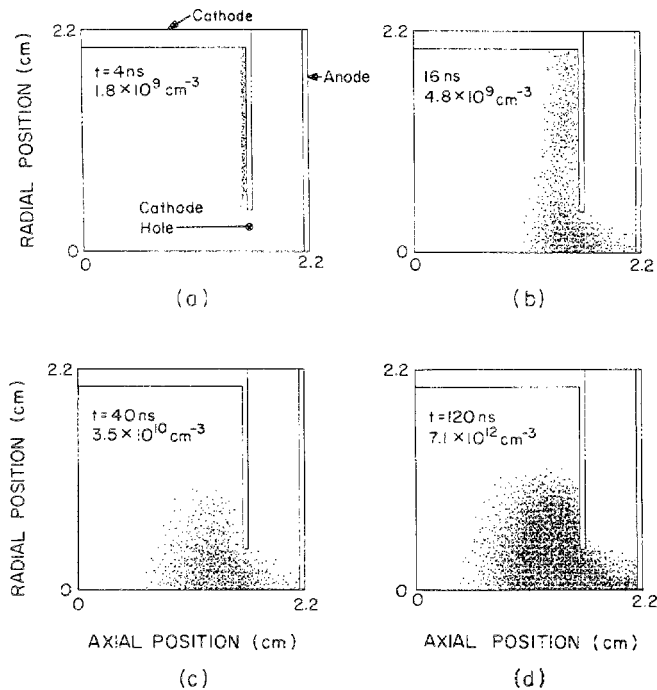 Cathode
2.2
t=4ns
1.8×10⁹cm⁻³
Anode
Cathode
Hole
RADIAL POSITION (cm)
0
0
2.2
(a)
2.2
16ns
4.8×10⁹cm⁻³
0
0
2.2
(b)
2.2
t=40ns
3.5×10¹⁰cm⁻³
RADIAL POSITION (cm)
0
0
2.2
AXIAL POSITION (cm)
(c)
2.2
t=120ns
7.1×10¹²cm⁻³
0
0
2.2
AXIAL POSITION (cm)
(d)